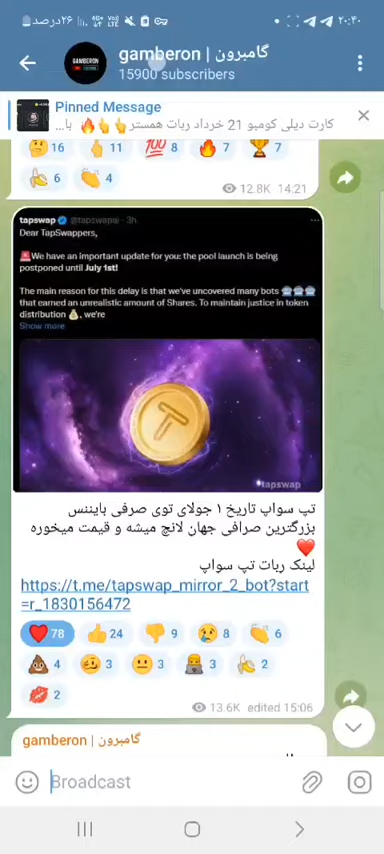 ۲۰:۴۰
۲۶درصد
gamberon | گامبرون
15900 subscribers
GAMBERON
Pinned Message
کارت دیلی کومبو 21 خرداد ربات همستر🔥👆👆 با...
🤔 16 👆 11 💯 8 🔥 7 🏆 7
🍌 6 👏 4
12.8K 14:21
tapswap @tapswapai · 3h
Dear TapSwappers,
🚨We have an important update for you: the pool launch is being
postponed until July 1st!
The main reason for this delay is that we've uncovered many bots
that earned an unrealistic amount of Shares. To maintain justice in token
distribution 💰, we're
Show more
tapswap
تپ سواپ تاریخ ۱ جولای توی صرفی بایننس
بزرگترین صرافی جهان لانچ میشه و قیمت میخوره
❤️
لینک ربات تپ سواپ
https://t.me/tapswap_mirror_2_bot?start
=r_1830156472
❤️ 78 👍 24 👎 9 😢 8 👏 6
💩 4 🥴 3 😐 3 👨‍💻 3 🍌 2
💋 2
13.6K edited 15:06
gamberon | گامبرون
Broadcast